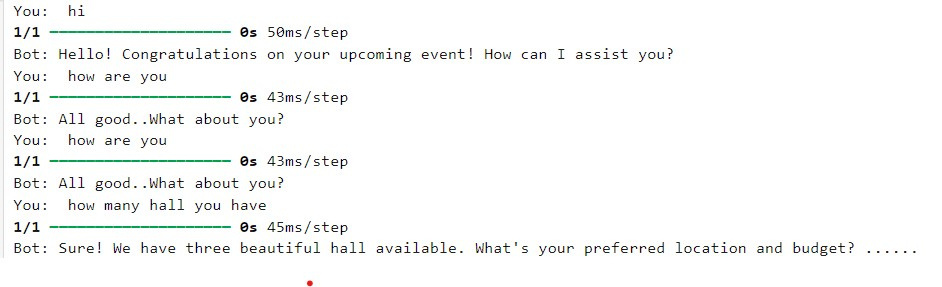 You:  hi
1/1 ━━━━━━━━━━━━━━━━━━━━ 0s 50ms/step
Bot: Hello! Congratulations on your upcoming event! How can I assist you?
You:  how are you
1/1 ━━━━━━━━━━━━━━━━━━━━ 0s 43ms/step
Bot: All good..What about you?
You:  how are you
1/1 ━━━━━━━━━━━━━━━━━━━━ 0s 43ms/step
Bot: All good..What about you?
You:  how many hall you have
1/1 ━━━━━━━━━━━━━━━━━━━━ 0s 45ms/step
Bot: Sure! We have three beautiful hall available. What's your preferred location and budget? ......